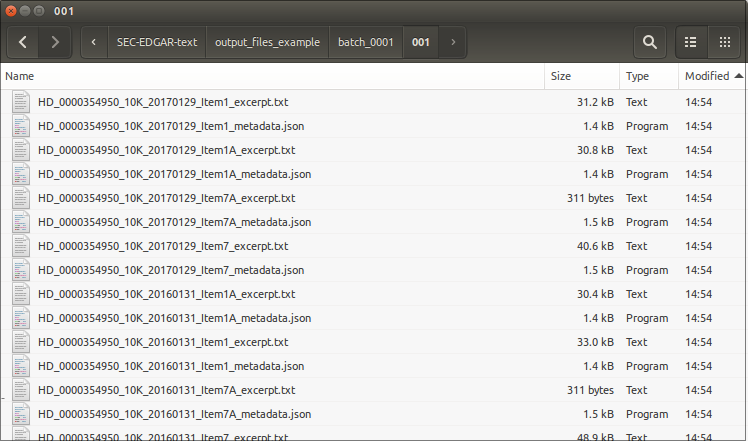 001
SEC-EDGAR-text output_files_example batch_0001 001
Name Size Type Modified
HD_0000354950_10K_20170129_Item1_excerpt.txt 31.2 kB Text 14:54
HD_0000354950_10K_20170129_Item1_metadata.json 1.4 kB Program 14:54
HD_0000354950_10K_20170129_Item1A_excerpt.txt 30.8 kB Text 14:54
HD_0000354950_10K_20170129_Item1A_metadata.json 1.4 kB Program 14:54
HD_0000354950_10K_20170129_Item7A_excerpt.txt 311 bytes Text 14:54
HD_0000354950_10K_20170129_Item7A_metadata.json 1.5 kB Program 14:54
HD_0000354950_10K_20170129_Item7_excerpt.txt 40.6 kB Text 14:54
HD_0000354950_10K_20170129_Item7_metadata.json 1.5 kB Program 14:54
HD_0000354950_10K_20160131_Item1A_excerpt.txt 30.4 kB Text 14:54
HD_0000354950_10K_20160131_Item1A_metadata.json 1.4 kB Program 14:54
HD_0000354950_10K_20160131_Item1_excerpt.txt 33.0 kB Text 14:54
HD_0000354950_10K_20160131_Item1_metadata.json 1.4 kB Program 14:54
HD_0000354950_10K_20160131_Item7A_excerpt.txt 311 bytes Text 14:54
HD_0000354950_10K_20160131_Item7A_metadata.json 1.5 kB Program 14:54
HD_0000354950_10K_20160131_Item7_excerpt.txt 48.9 kB Text 14:54